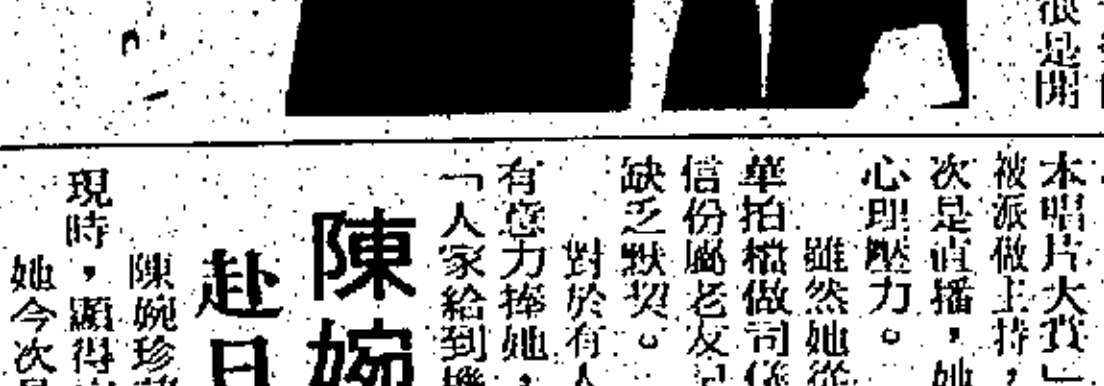 很是開
本唱片大賞」
被派做主持，
次是直播，她
心理壓力。
雖然她從
華拍檔做司儀
信份屬老友記
缺乏默契。
對於有人
有意力捧她，
「人家給到機
陳婉
赴日
陳婉珍
現時，顯得
她今次